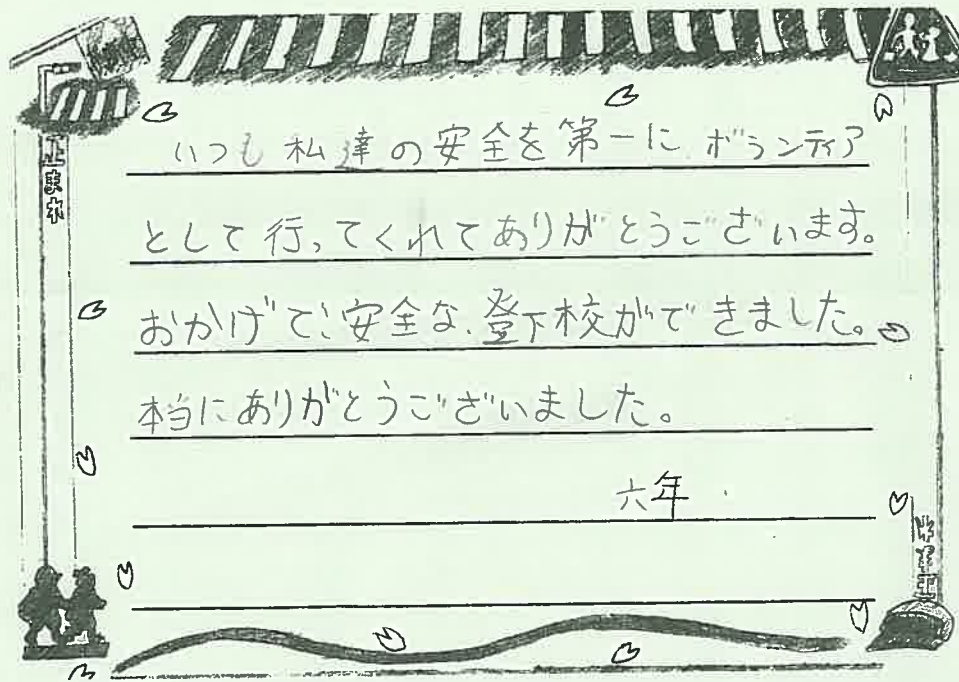 止まれ
いつも私達の安全を第一に、ボランティア
として行ってくれてありがとうございます。
おかげで、安全な、登下校ができました。
本当にありがとうございました。
六年